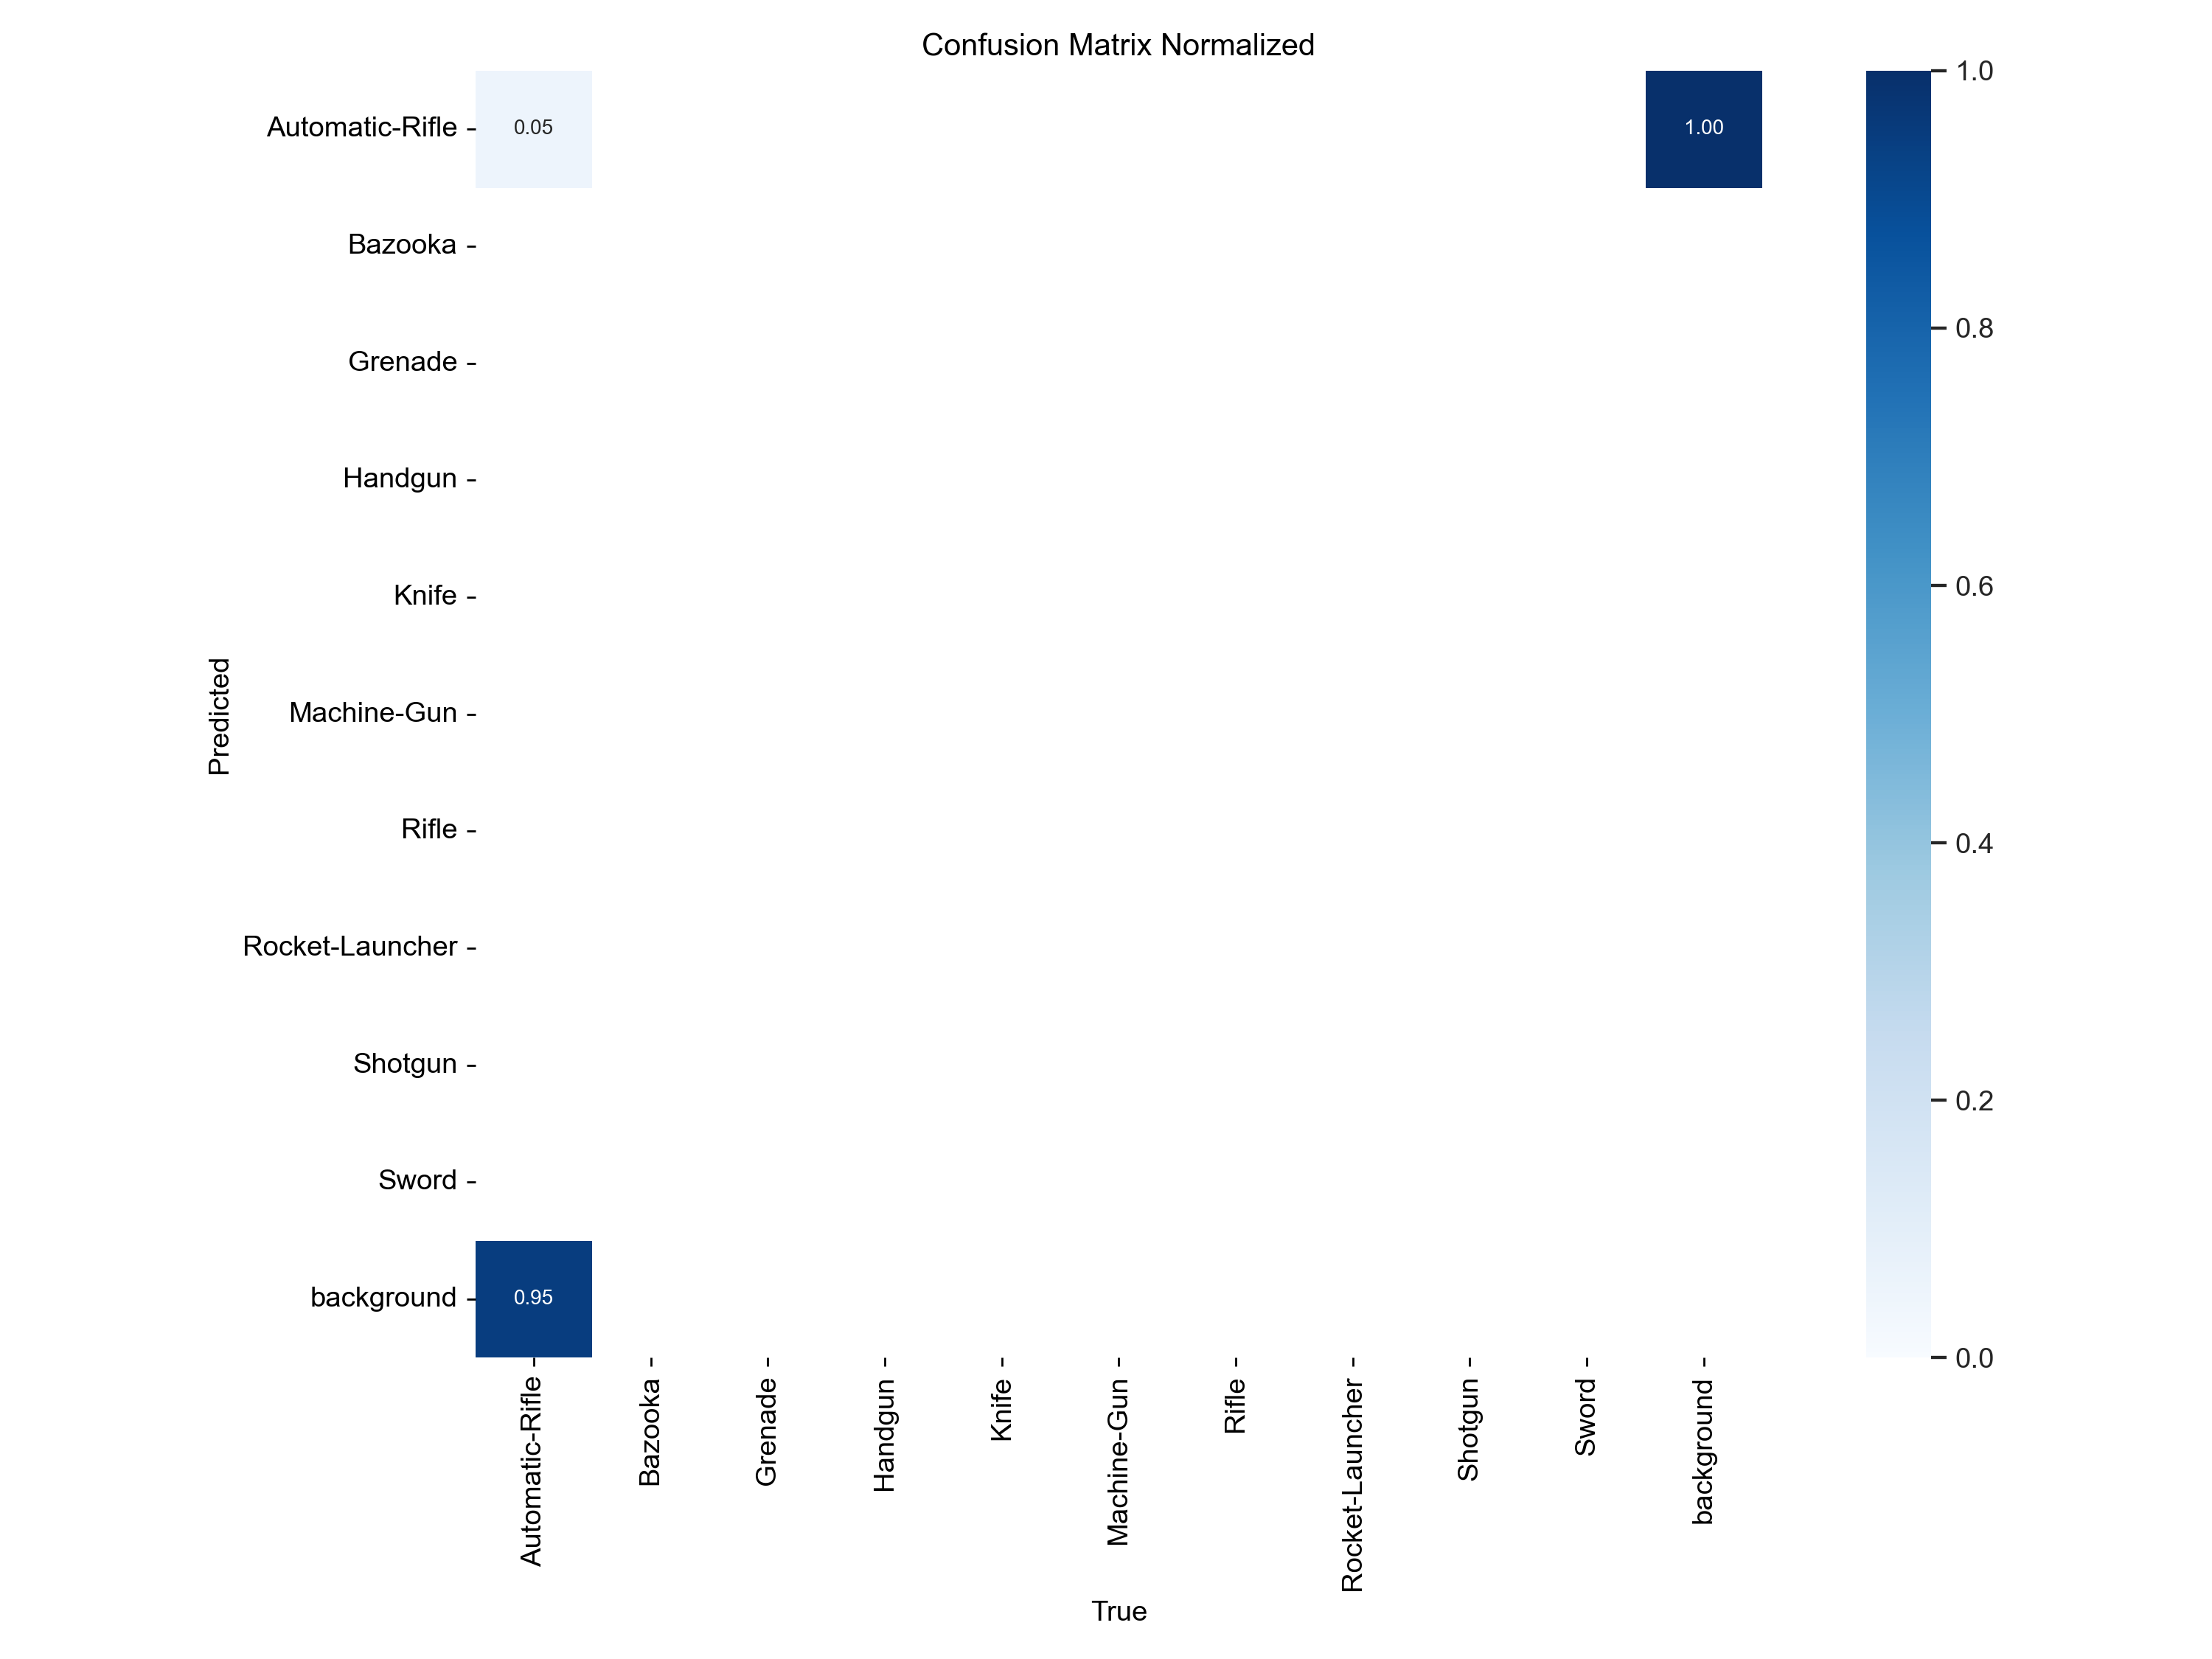 Confusion Matrix Normalized
Automatic-Rifle
0.05
1.00
1.0
Bazooka
0.8
Grenade
Handgun
Knife
0.6
Predicted
Machine-Gun
Rifle
0.4
Rocket-Launcher
Shotgun
0.2
Sword
background
0.95
0.0
Automatic-Rifle
Bazooka
Grenade
Handgun
Knife
Machine-Gun
Rifle
Rocket-Launcher
Shotgun
Sword
background
True